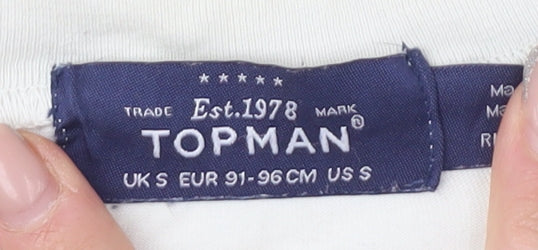 ★★★★★
TRADE Est.1978 MARK
TOPMAN®
UK S EUR 91-96CM US S